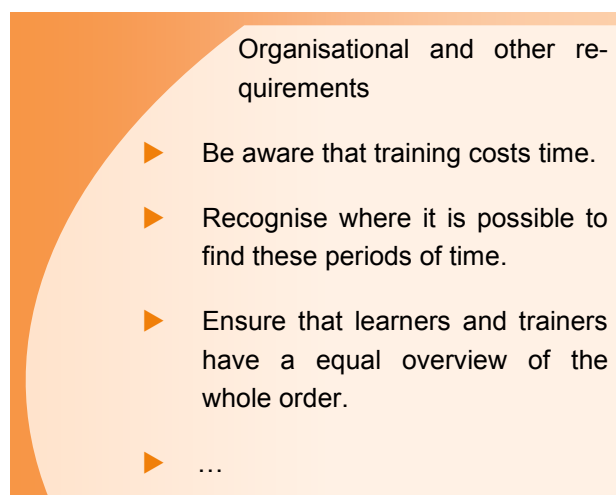 Organisational and other re-
quirements
Be aware that training costs time.
Recognise where it is possible to
find these periods of time.
Ensure that learners and trainers
have a equal overview of the
whole order.
…